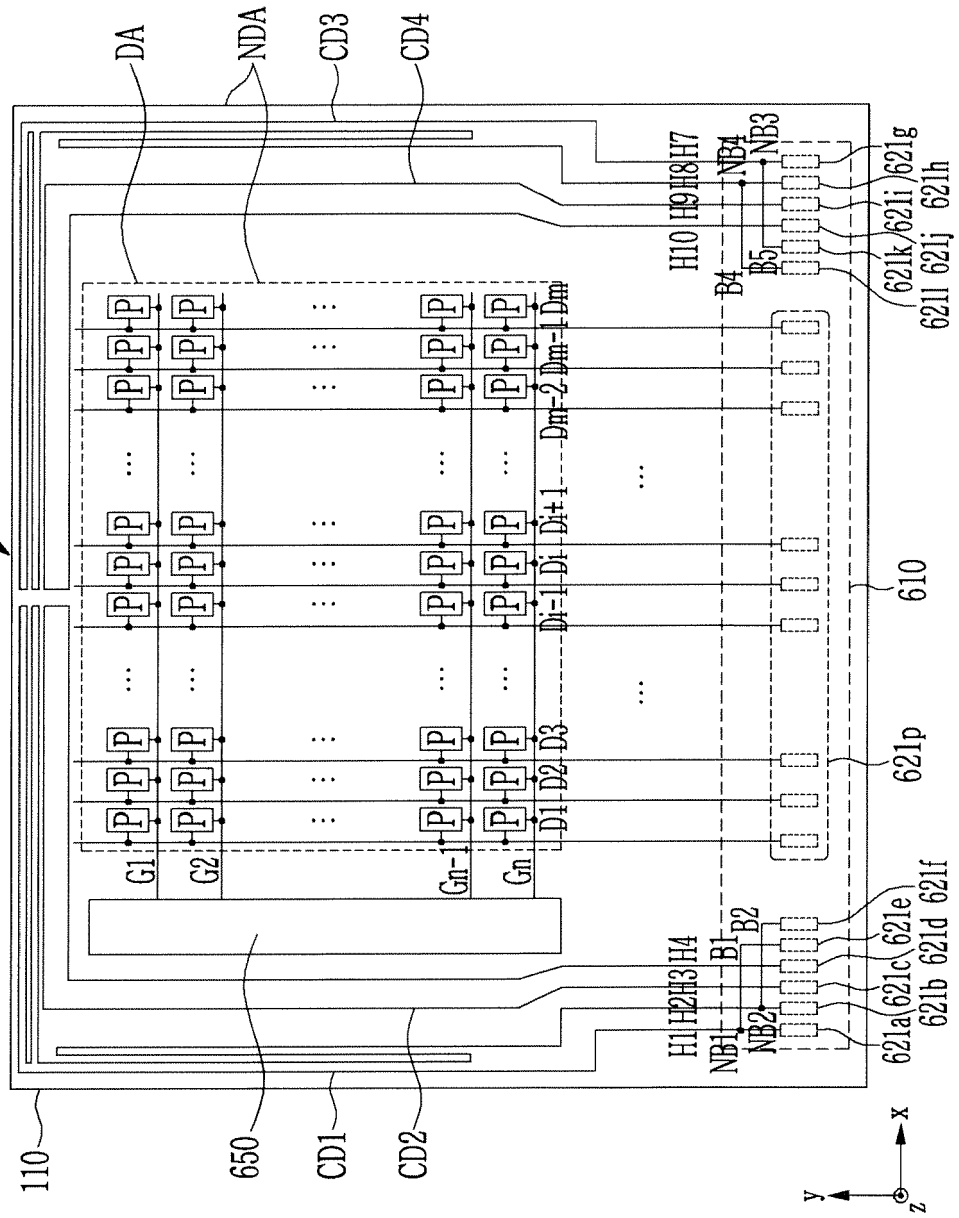 DA
NDA
CD3
CD4
110
650
CD1
CD2
P P P ... P P P ... P P P
G1
P P P ... P P P ... P P P
G2
... ... ...
P P P ... P P P ... P P P
Gn-1
P P P ... P P P ... P P P
Gn
D1 D2 D3 Di-1 Di Di+1 Dm-2 Dm-1 Dm
... ...
H1 H2 H3 H4
H10 H9 H8 H7
NB1 B1 B2
NB2
B4 NB4
B5 NB3
621a 621b 621c 621d 621e 621f
621p
610
621l 621k 621j 621i 621h 621g
y
x
z